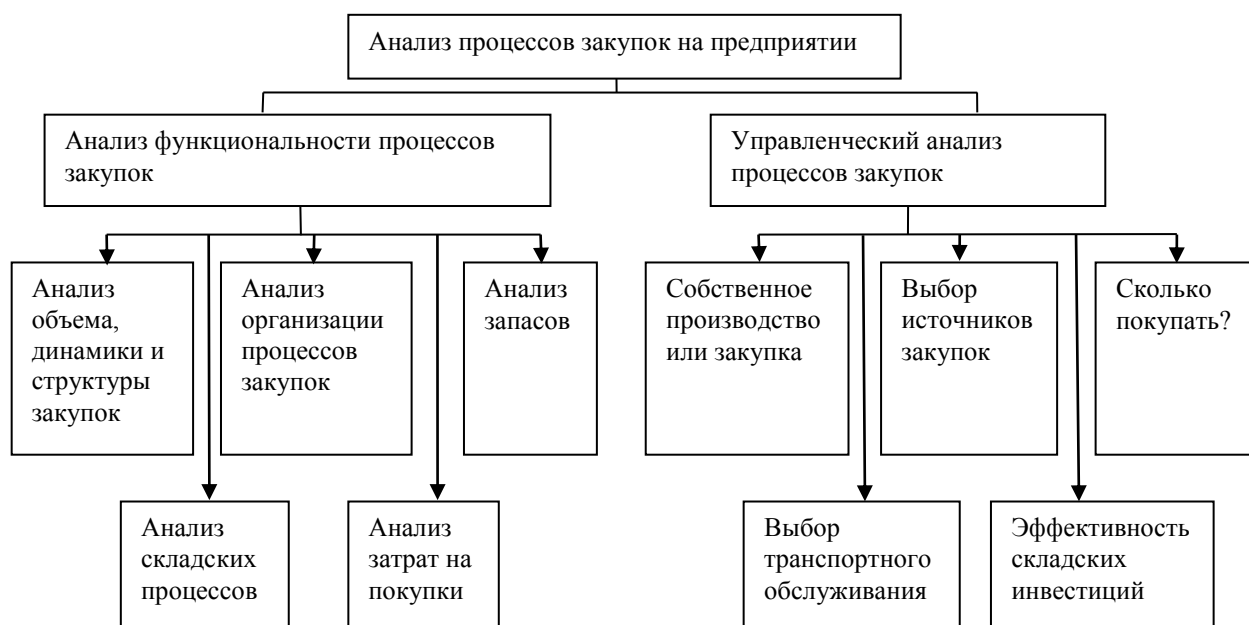 Анализ процессов закупок на предприятии
Анализ функциональности процессов
закупок
Управленческий анализ
процессов закупок
Анализ
объема,
динамики и
структуры
закупок
Анализ
организации
процессов
закупок
Анализ
запасов
Собственное
производство
или закупка
Выбор
источников
закупок
Сколько
покупать?
Анализ
складских
процессов
Анализ
затрат на
покупки
Выбор
транспортного
обслуживания
Эффективность
складских
инвестиций